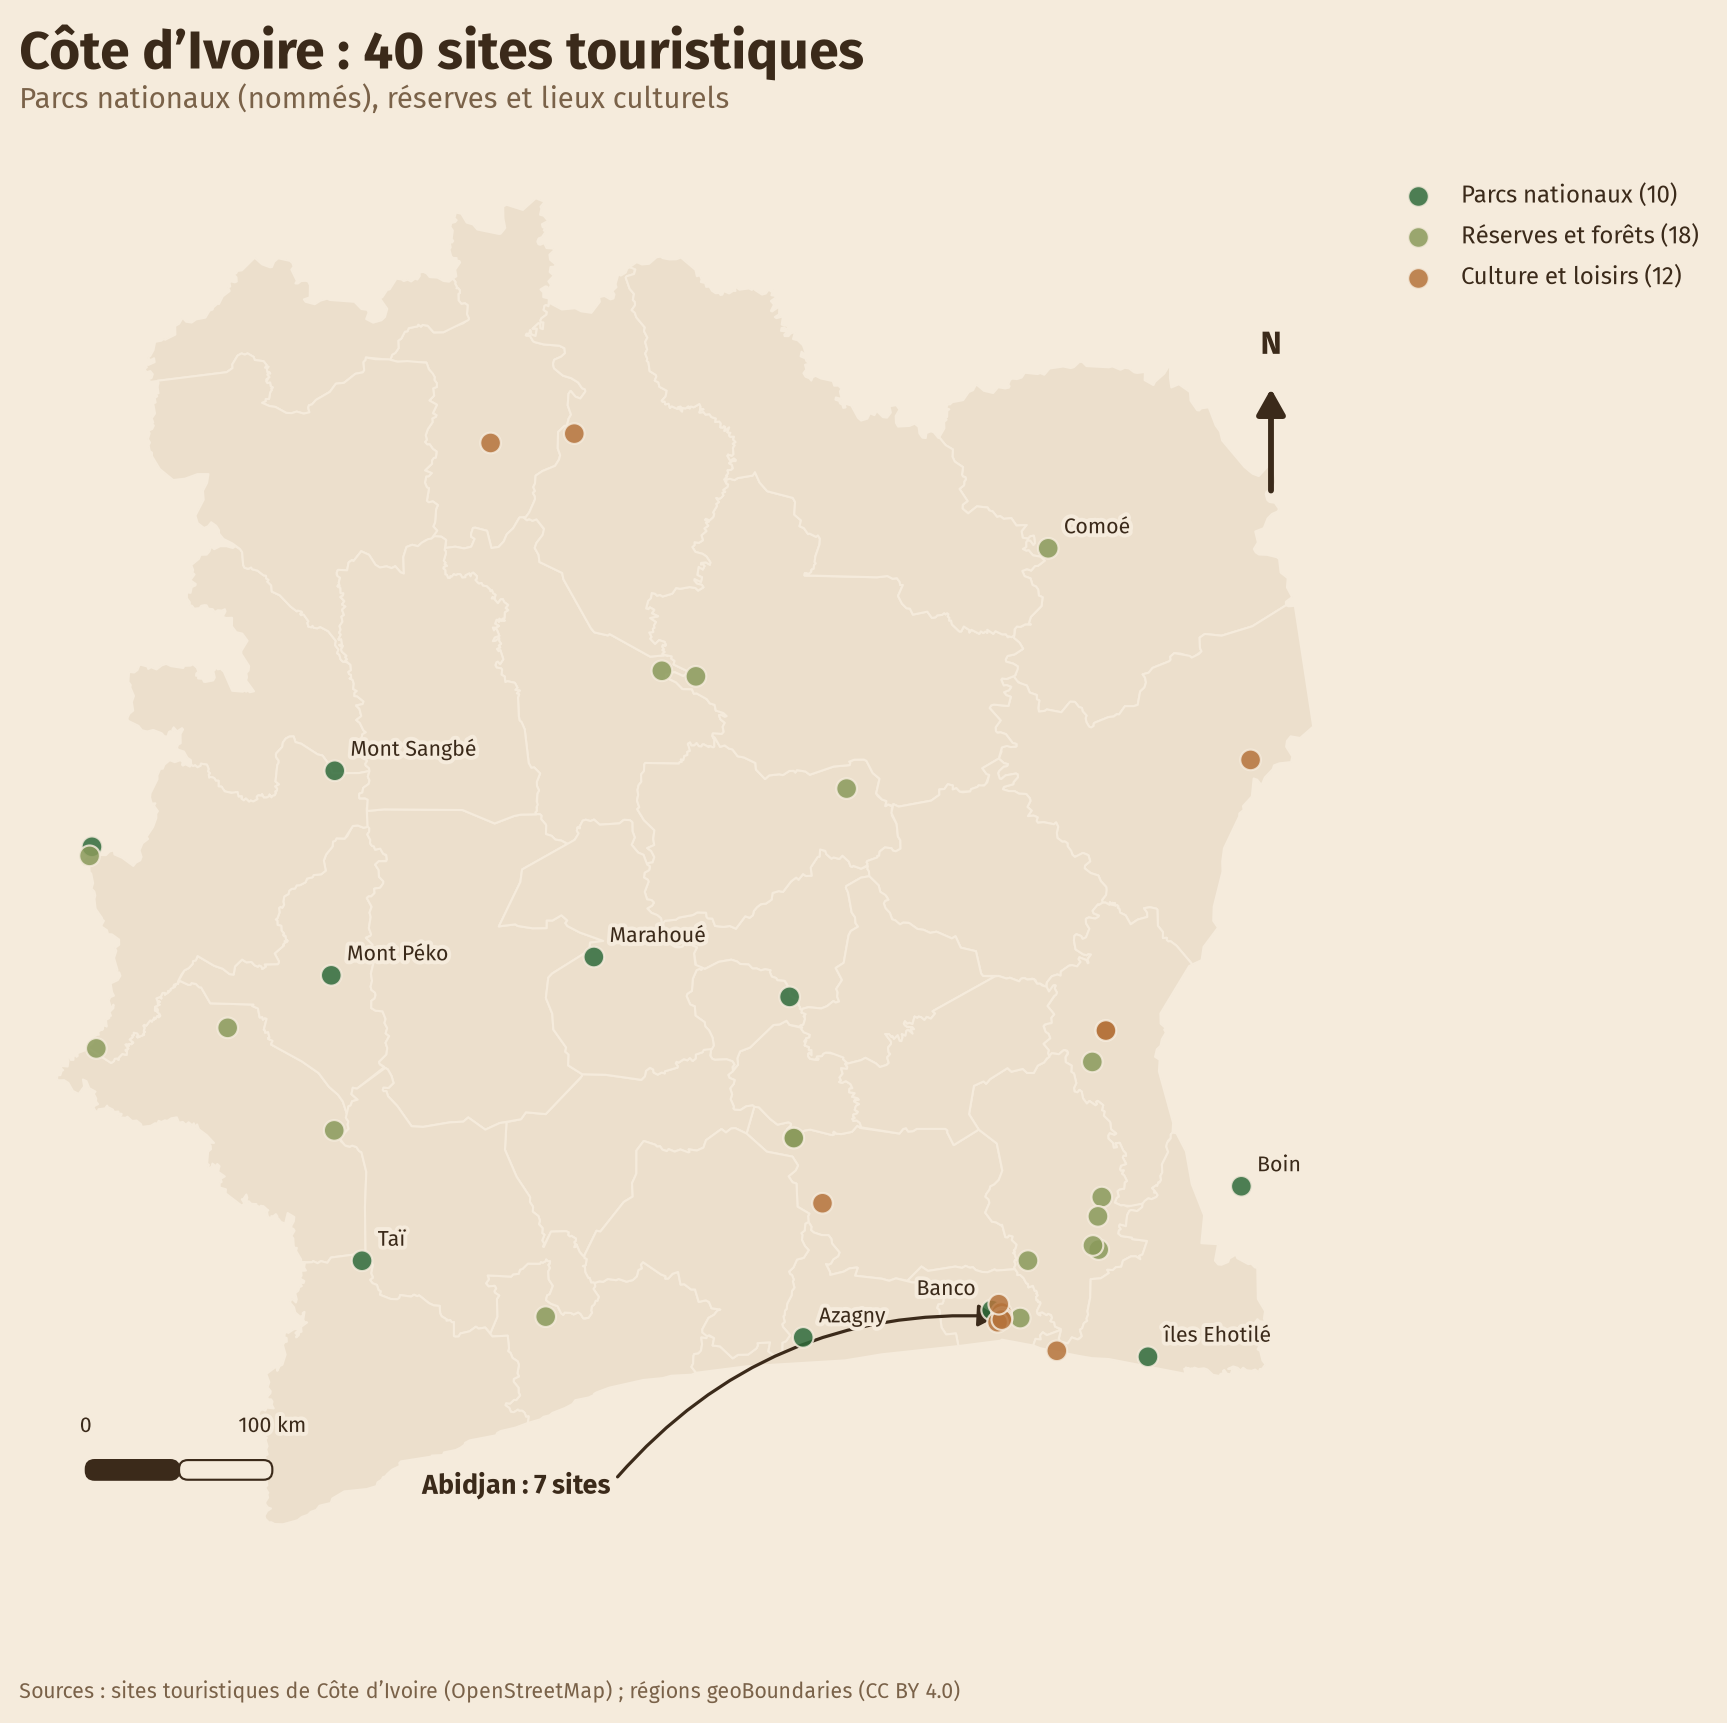 Côte d’Ivoire : 40 sites touristiques
Parcs nationaux (nommés), réserves et lieux culturels
Parcs nationaux (10)
Réserves et forêts (18)
Culture et loisirs (12)
N
Comoé
Mont Sangbé
Marahoué
Mont Péko
Boin
Taï
Banco
Azagny
îles Ehotilé
0 100 km
Abidjan : 7 sites
Sources : sites touristiques de Côte d’Ivoire (OpenStreetMap) ; régions geoBoundaries (CC BY 4.0)